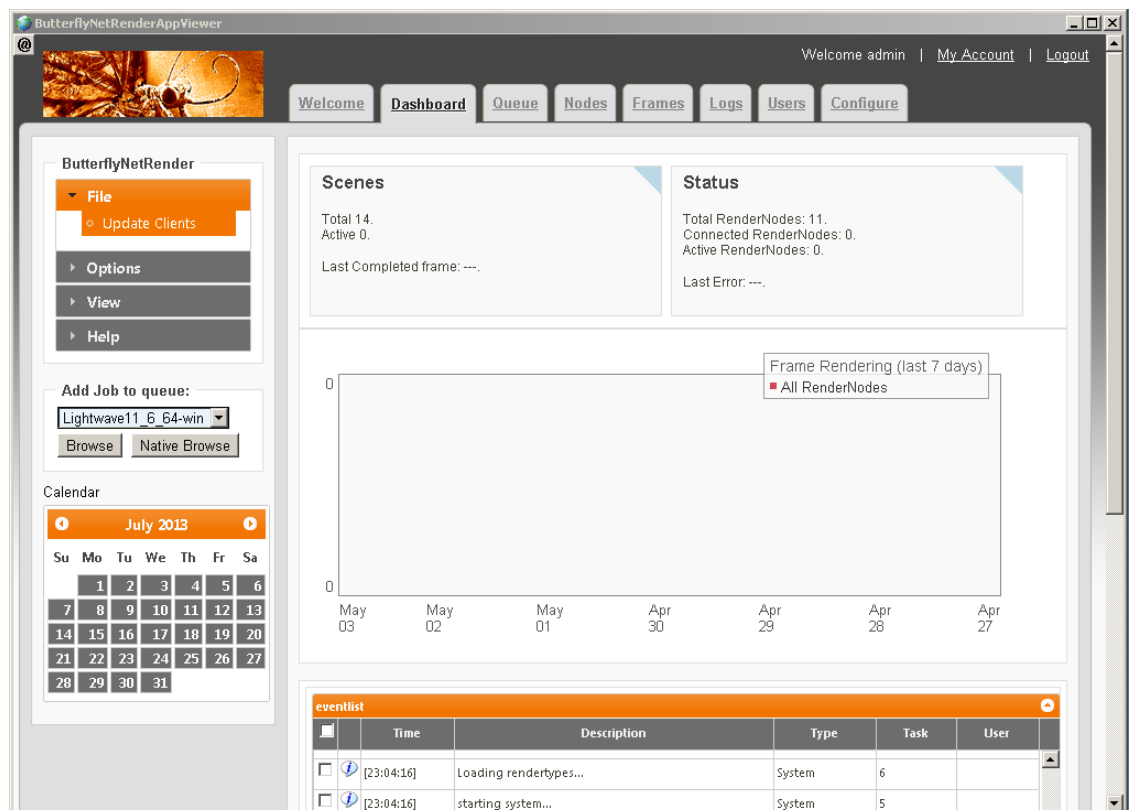 ButterflyNetRenderAppViewer
@
Welcome admin | My Account | Logout
Welcome Dashboard Queue Nodes Frames Logs Users Configure
ButterflyNetRender
File
Update Clients
Options
View
Help
Add Job to queue:
Lightwave11_6_64-win
Browse Native Browse
Calendar
July 2013
Su Mo Tu We Th Fr Sa
1 2 3 4 5 6
7 8 9 10 11 12 13
14 15 16 17 18 19 20
21 22 23 24 25 26 27
28 29 30 31
Scenes
Total 14.
Active 0.
Last Completed frame: ---.
Status
Total RenderNodes: 11.
Connected RenderNodes: 0.
Active RenderNodes: 0.
Last Error: ---.
Frame Rendering (last 7 days)
All RenderNodes
0
0
May 03 May 02 May 01 Apr 30 Apr 29 Apr 28 Apr 27
eventlist
Time Description Type Task User
[23:04:16] Loading rendertypes... System 6
[23:04:16] starting system... System 5